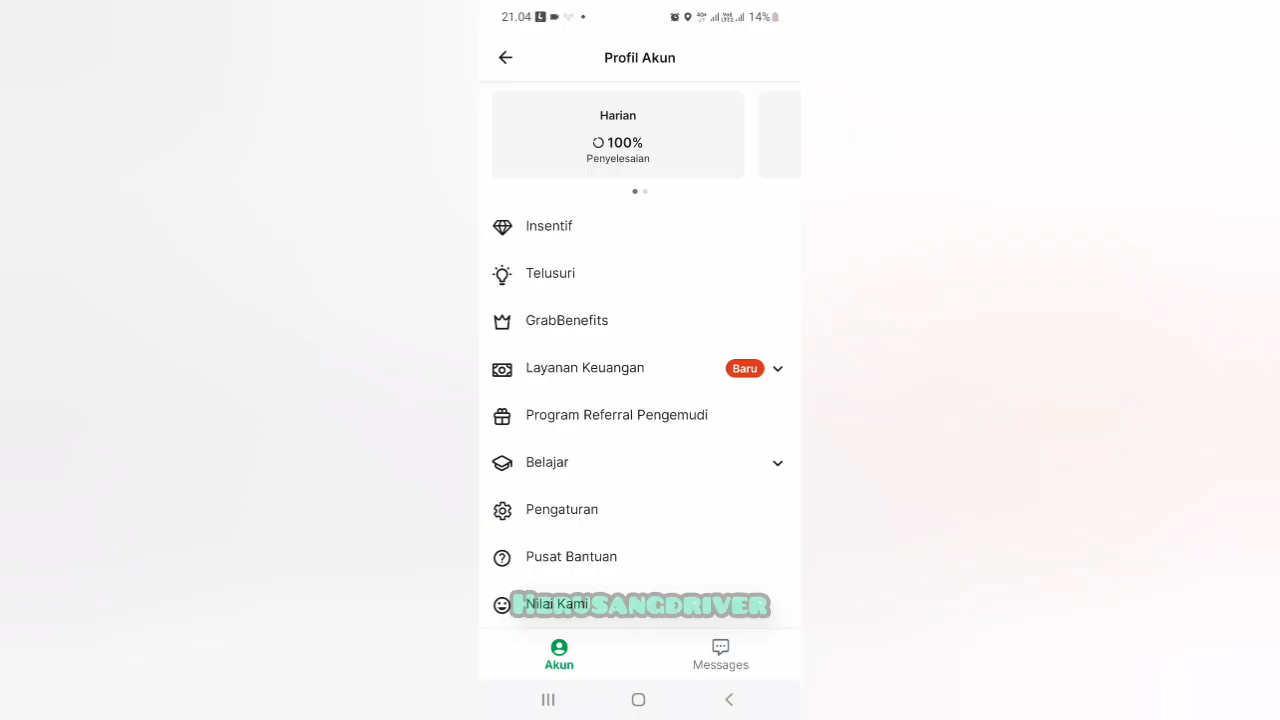 21.04
14%
Profil Akun
Harian
100%
Penyelesaian
Insentif
Telusuri
GrabBenefits
Layanan Keuangan
Baru
Program Referral Pengemudi
Belajar
Pengaturan
Pusat Bantuan
Nilai Kami
HERUSANGDRIVER
Akun
Messages